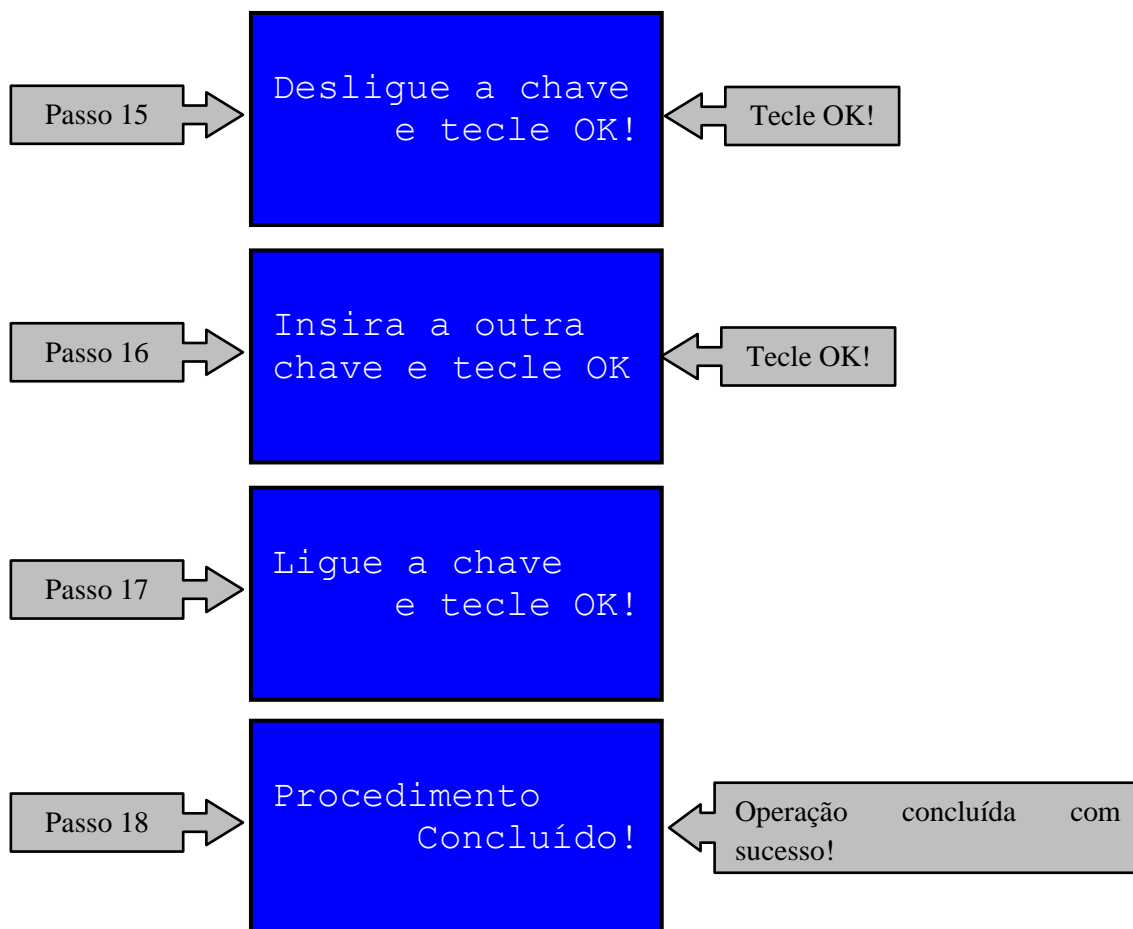 Passo 15
Desligue a chave
e tecle OK!
Tecle OK!
Passo 16
Insira a outra
chave e tecle OK
Tecle OK!
Passo 17
Ligue a chave
e tecle OK!
Passo 18
Procedimento
Concluído!
Operação concluída com
sucesso!